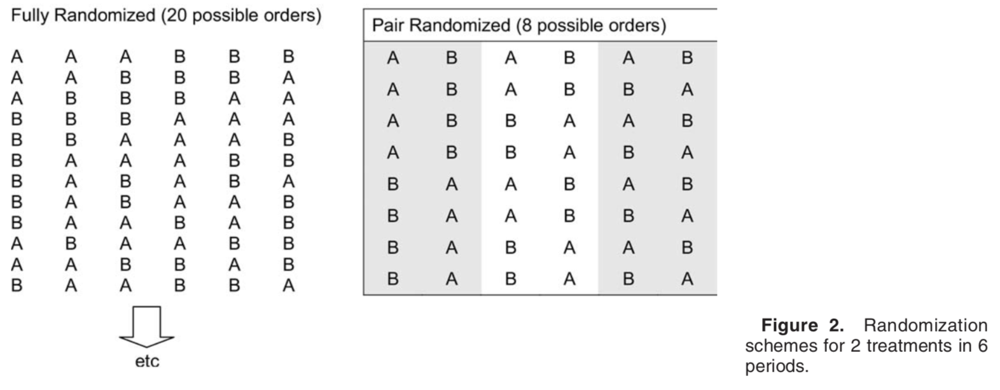 Fully Randomized (20 possible orders)
A A A B B B
A A B B B A
A B B B A A
B B B A A A
B B A A A B
B A A A B B
B A B A B A
B A B A A B
B A A B A B
A B A A B B
A A B B A B
B A A B B A
etc
Pair Randomized (8 possible orders)
A B A B A B
A B A B B A
A B B A A B
A B B A B A
B A A B A B
B A A B B A
B A B A A B
B A B A B A
Figure 2. Randomization
schemes for 2 treatments in 6
periods.